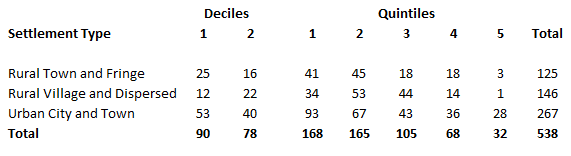 Deciles Quintiles
Settlement Type 1 2 1 2 3 4 5 Total
Rural Town and Fringe 25 16 41 45 18 18 3 125
Rural Village and Dispersed 12 22 34 53 44 14 1 146
Urban City and Town 53 40 93 67 43 36 28 267
Total 90 78 168 165 105 68 32 538